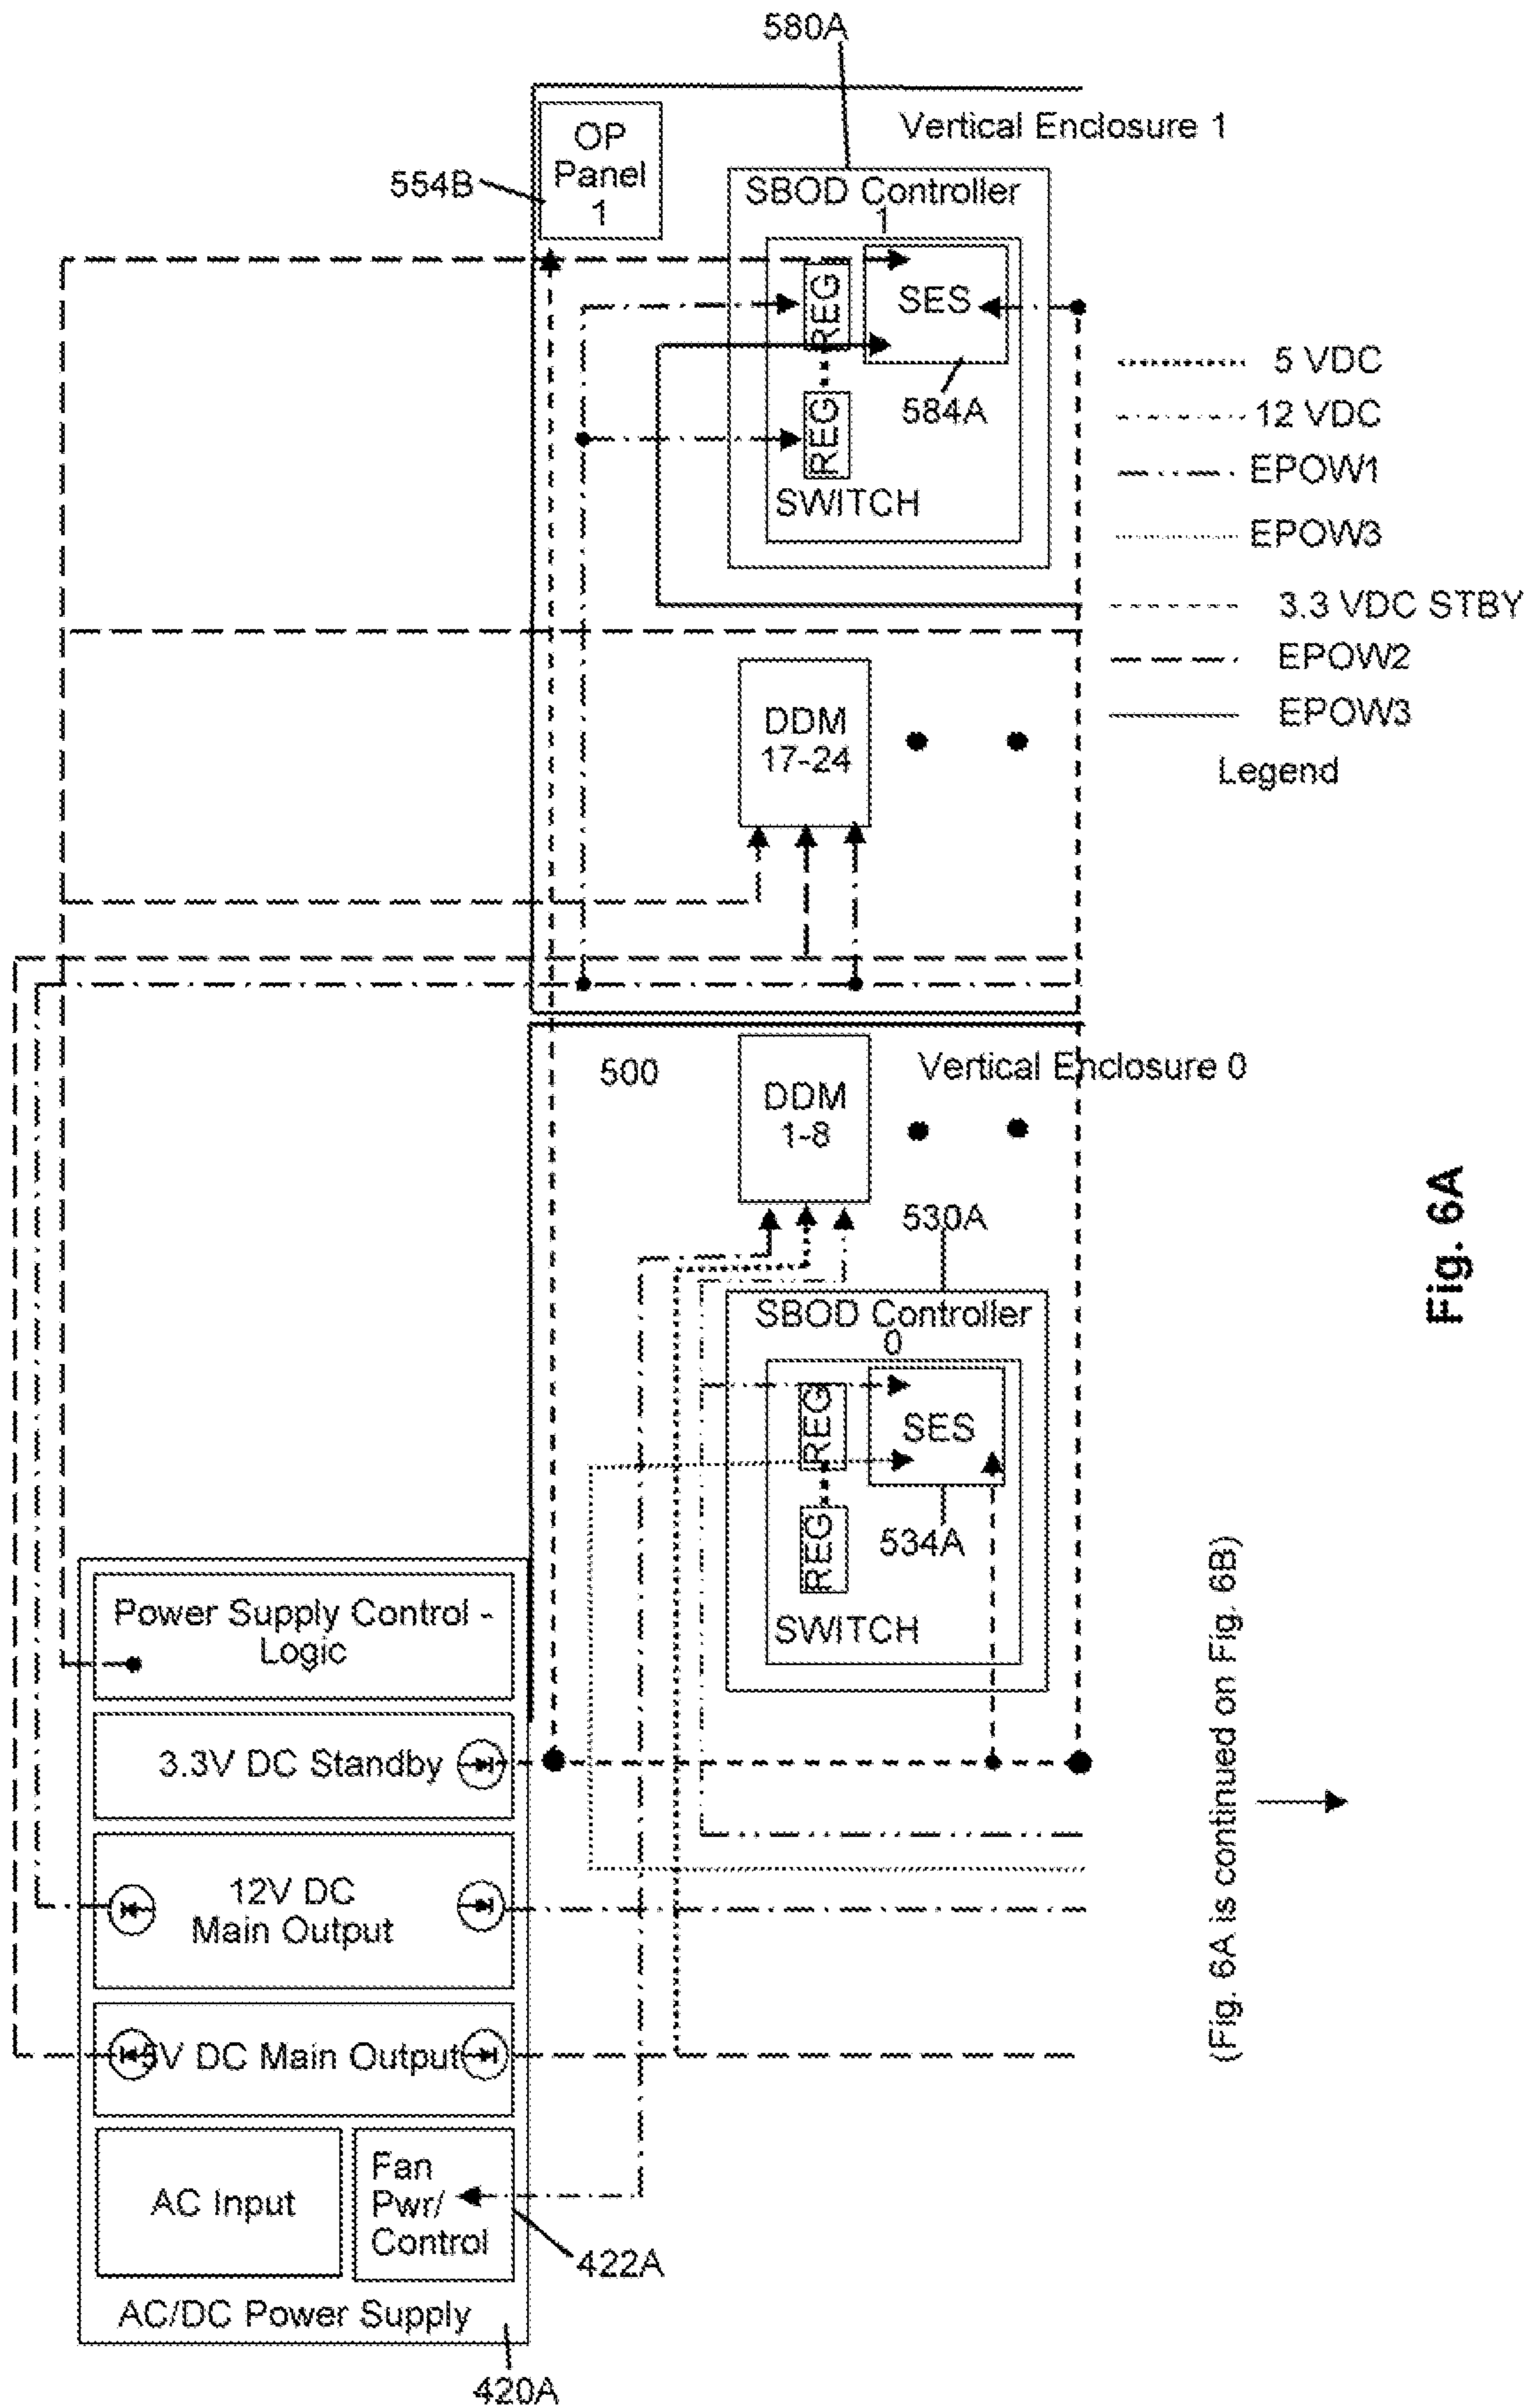 580A
Vertical Enclosure 1
OP
Panel
1
554B
SBOD Controller
1
REG
SES
584A
REG
SWITCH
5 VDC
12 VDC
EPOW1
EPOW3
3.3 VDC STBY
EPOW2
EPOW3
Legend
DDM
17-24
500
Vertical Enclosure 0
DDM
1-8
530A
SBOD Controller
0
REG
SES
REG
534A
SWITCH
Power Supply Control -
Logic
3.3V DC Standby
12V DC
Main Output
5V DC Main Output
AC Input
Fan
Pwr/
Control
422A
AC/DC Power Supply
420A
(Fig. 6A is continued on Fig. 6B)
Fig. 6A